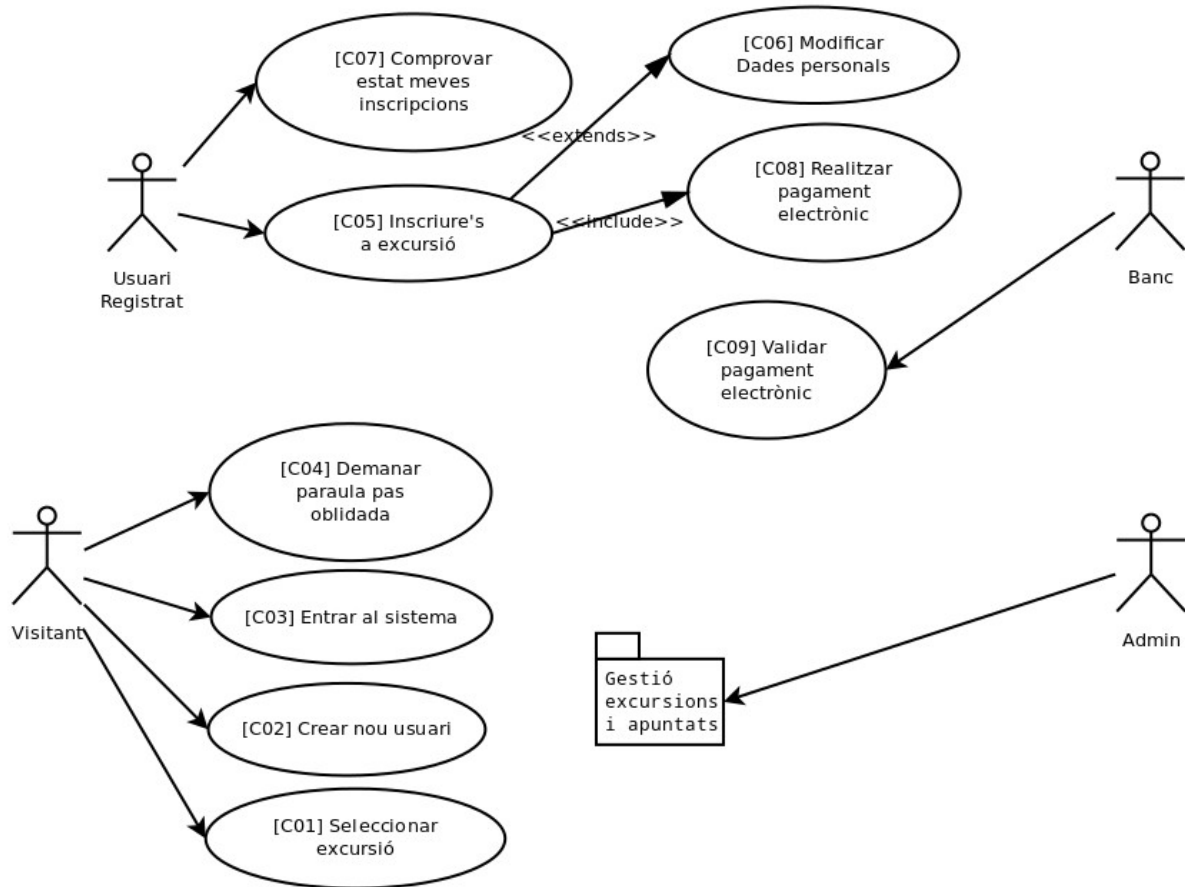 [C07] Comprovar
estat meves
inscripcions
[C06] Modificar
Dades personals
<<extends>>
[C08] Realitzar
pagament
electrònic
[C05] Inscriure's
a excursió
<<include>>
Usuari
Registrat
Banc
[C09] Validar
pagament
electrònic
[C04] Demanar
paraula pas
oblidada
[C03] Entrar al sistema
Visitant
Admin
Gestió
excursions
i apuntats
[C02] Crear nou usuari
[C01] Seleccionar
excursió